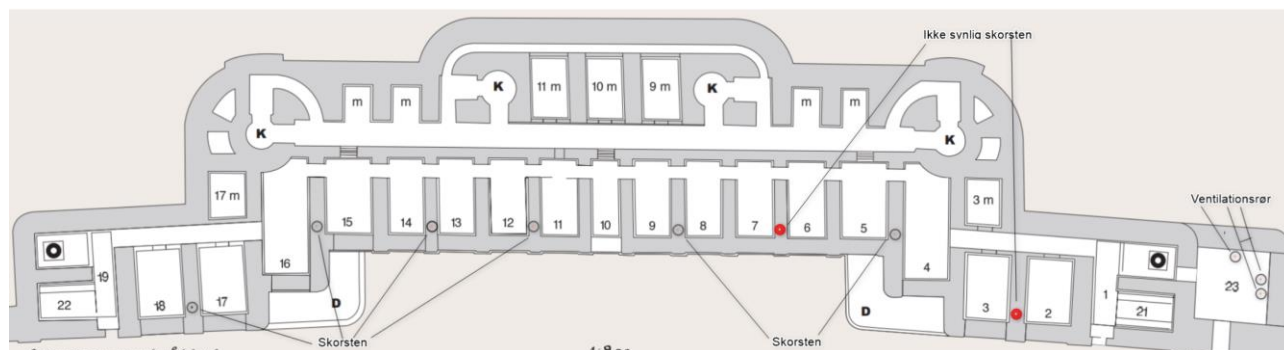 Ikke synlig skorsten
11 m
10 m
9 m
K
K
m
m
m
m
K
K
17 m
3 m
Ventilationsrør
15
14
13
12
11
10
9
8
7
6
5
16
4
19
18
17
22
3
2
1
21
23
D
D
Skorsten
Skorsten